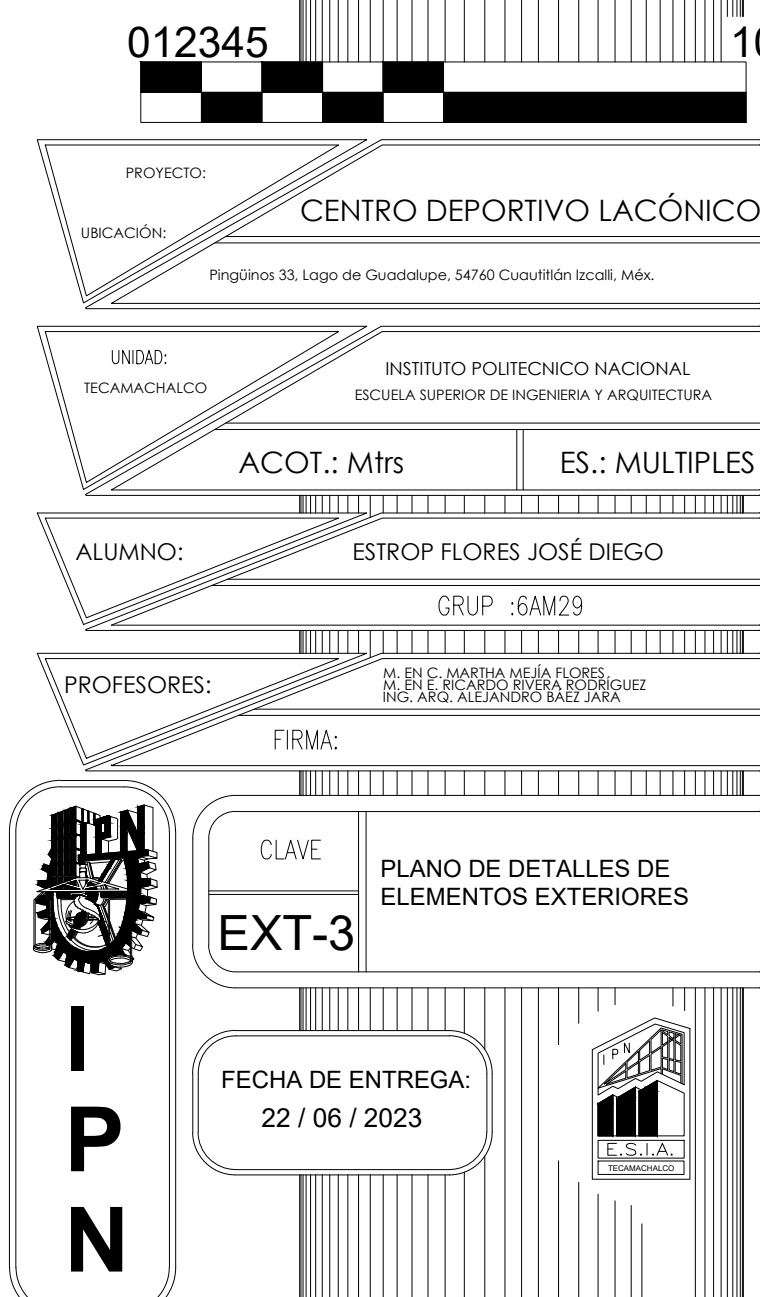 012345
PROYECTO:
CENTRO DEPORTIVO LACÓNICO
UBICACIÓN:
Pingüinos 33, Lago de Guadalupe, 54760 Cuautitlán Izcalli, Méx.
UNIDAD:
TECAMACHALCO
INSTITUTO POLITECNICO NACIONAL
ESCUELA SUPERIOR DE INGENIERIA Y ARQUITECTURA
ACOT.: Mtrs
ES.: MULTIPLES
ALUMNO:
ESTROP FLORES JOSÉ DIEGO
GRUP :6AM29
PROFESORES:
M. EN C. MARTHA MEJÍA FLORES
M. EN E. RICARDO RIVERA RODRÍGUEZ
ING. ARQ. ALEJANDRO BÁEZ JARA
FIRMA:
IPN
I
P
N
CLAVE
EXT-3
PLANO DE DETALLES DE
ELEMENTOS EXTERIORES
FECHA DE ENTREGA:
22 / 06 / 2023
IPN
E.S.I.A.
TECAMACHALCO